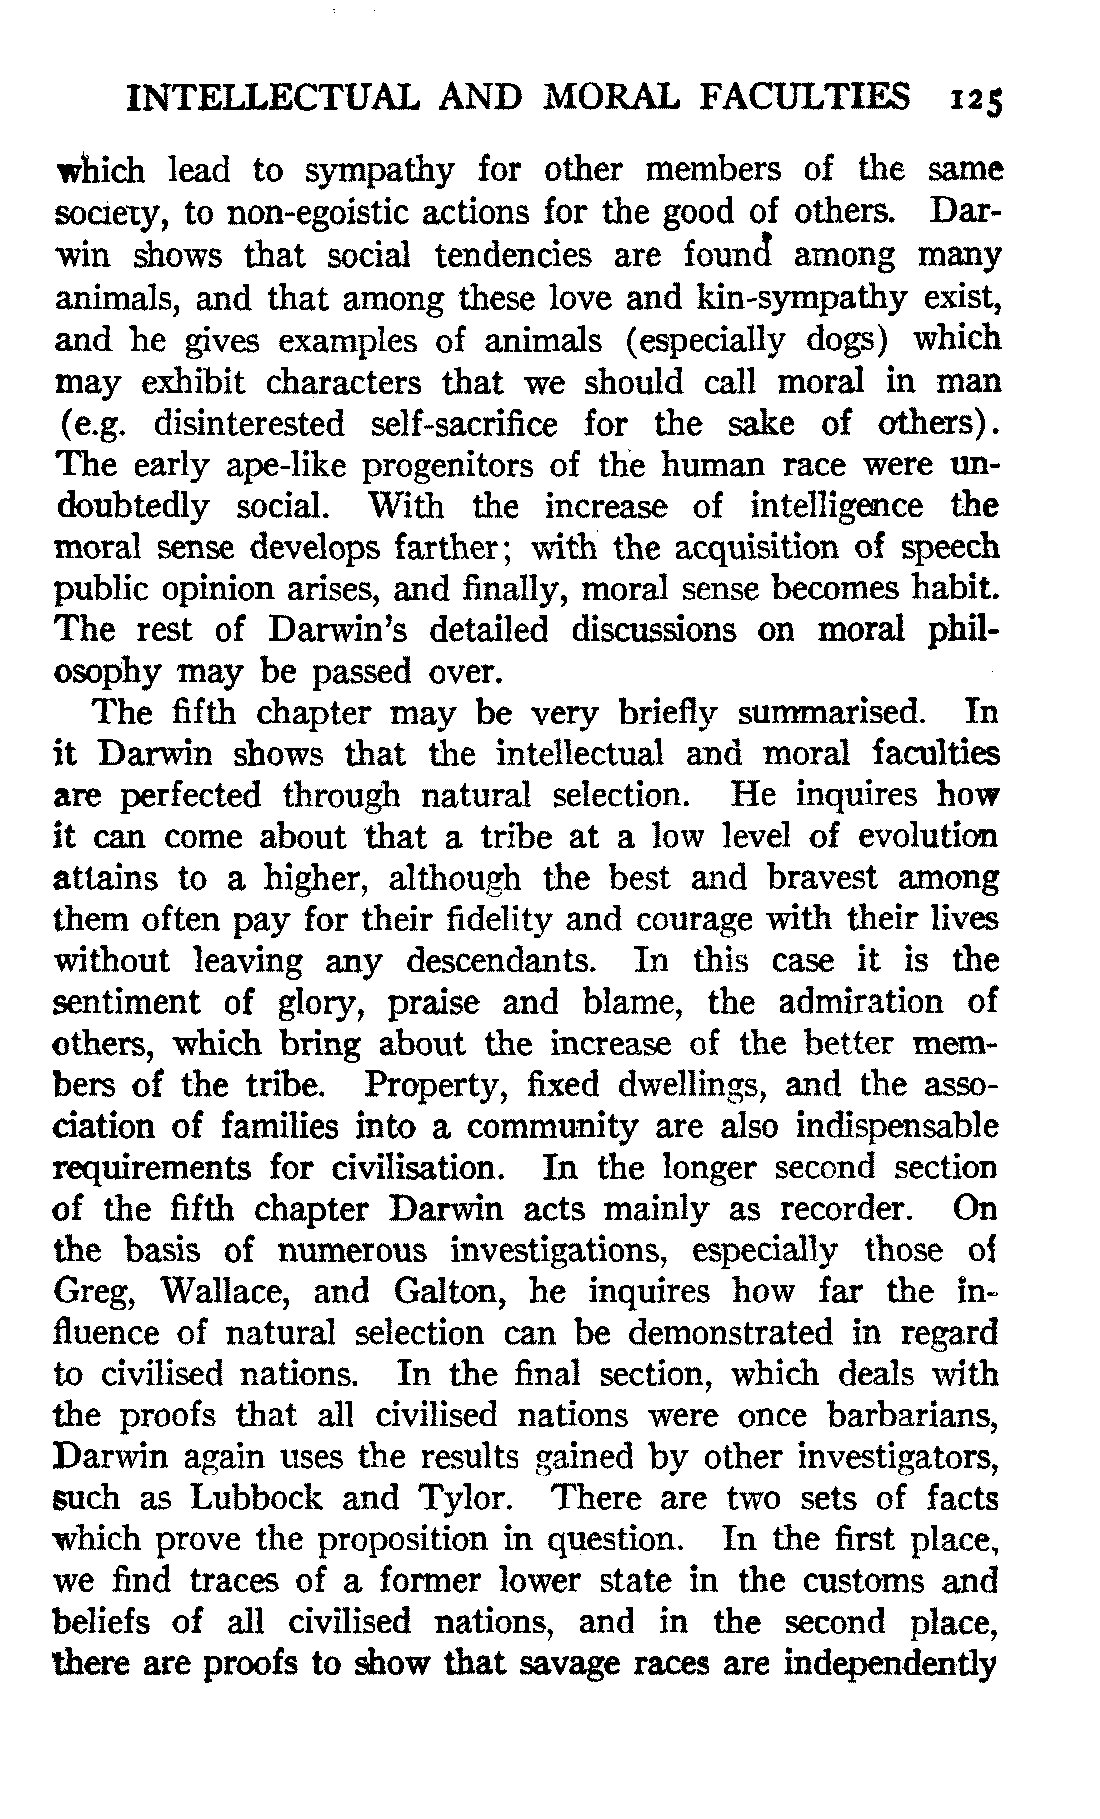 INTELLECTUAL AND MORAL FACULTIES 125
which lead to sympathy for other members of the same
society, to non-egoistic actions for the good of others. Dar-
win shows that social tendencies are found among many
animals, and that among these love and kin-sympathy exist,
and he gives examples of animals (especially dogs) which
may exhibit characters that we should call moral in man
(e.g. disinterested self-sacrifice for the sake of others).
The early ape-like progenitors of the human race were un-
doubtedly social. With the increase of intelligence the
moral sense develops farther; with the acquisition of speech
public opinion arises, and finally, moral sense becomes habit.
The rest of Darwin's detailed discussions on moral phil-
osophy may be passed over.
The fifth chapter may be very briefly summarised. In
it Darwin shows that the intellectual and moral faculties
are perfected through natural selection. He inquires how
it can come about that a tribe at a low level of evolution
attains to a higher, although the best and bravest among
them often pay for their fidelity and courage with their lives
without leaving any descendants. In this case it is the
sentiment of glory, praise and blame, the admiration of
others, which bring about the increase of the better mem-
bers of the tribe. Property, fixed dwellings, and the asso-
ciation of families into a community are also indispensable
requirements for civilisation. In the longer second section
of the fifth chapter Darwin acts mainly as recorder. On
the basis of numerous investigations, especially those of
Greg, Wallace, and Galton, he inquires how far the in-
fluence of natural selection can be demonstrated in regard
to civilised nations. In the final section, which deals with
the proofs that all civilised nations were once barbarians,
Darwin again uses the results gained by other investigators,
such as Lubbock and Tylor. There are two sets of facts
which prove the proposition in question. In the first place,
we find traces of a former lower state in the customs and
beliefs of all civilised nations, and in the second place,
there are proofs to show that savage races are independently